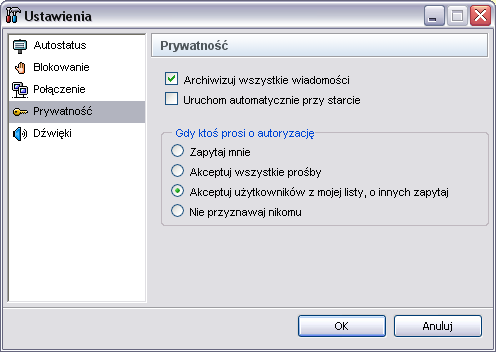 Ustawienia
Autostatus
Blokowanie
Połączenie
Prywatność
Dźwięki
Prywatność
Archiwizuj wszystkie wiadomości
Uruchom automatycznie przy starcie
Gdy ktoś prosi o autoryzację
Zapytaj mnie
Akceptuj wszystkie prośby
Akceptuj użytkowników z mojej listy, o innych zapytaj
Nie przyznawaj nikomu
OK
Anuluj